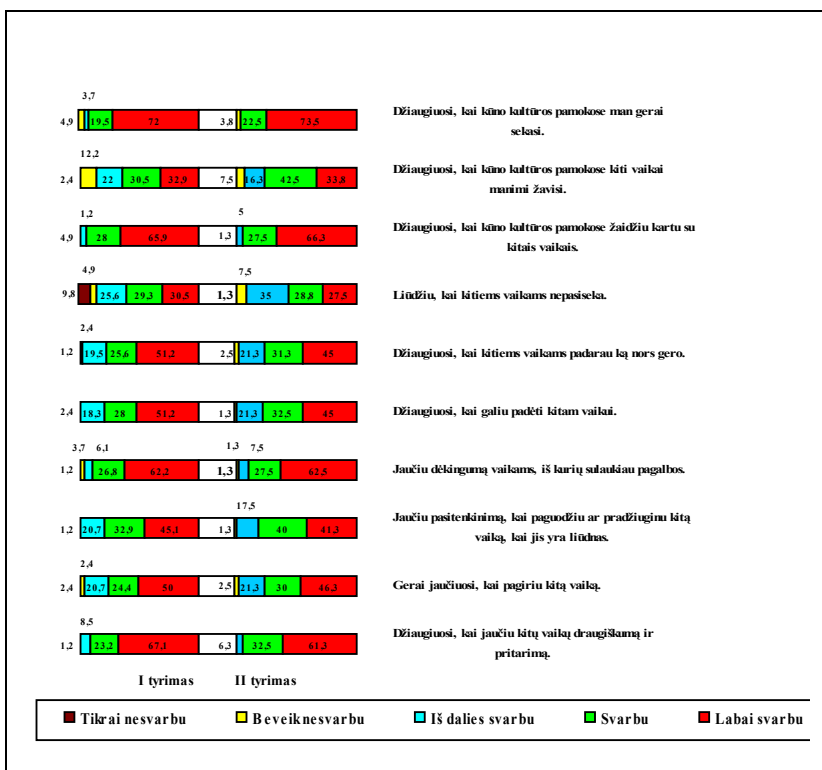 3,7
4,9 19,5 72 3,8 22,5 73,5 Džiaugiuosi, kai kūno kultūros pamokose man gerai
sekasi.
12,2
2,4 22 30,5 32,9 7,5 16,3 42,5 33,8 Džiaugiuosi, kai kūno kultūros pamokose kiti vaikai
manimi žavisi.
1,2 5
4,9 28 65,9 1,3 27,5 66,3 Džiaugiuosi, kai kūno kultūros pamokose žaidžiu kartu su
kitais vaikais.
4,9 7,5
9,8 25,6 29,3 30,5 1,3 35 28,8 27,5 Liūdžiu, kai kitiems vaikams nepasiseka.
2,4
1,2 19,5 25,6 51,2 2,5 21,3 31,3 45 Džiaugiuosi, kai kitiems vaikams padarau ką nors gero.
2,4 18,3 28 51,2 1,3 21,3 32,5 45 Džiaugiuosi, kai galiu padėti kitam vaikui.
3,7 6,1 1,3 7,5
1,2 26,8 62,2 1,3 27,5 62,5 Jaučiu dėkingumą vaikams, iš kurių sulaukiau pagalbos.
17,5
1,2 20,7 32,9 45,1 1,3 40 41,3 Jaučiu pasitenkinimą, kai paguodžiu ar pradžiuginu kitą
vaiką, kai jis yra liūdnas.
2,4
2,4 20,7 24,4 50 2,5 21,3 30 46,3 Gerai jaučiuosi, kai pagiriu kitą vaiką.
8,5
1,2 23,2 67,1 6,3 32,5 61,3 Džiaugiuosi, kai jaučiu kitų vaikų draugiškumą ir
pritarimą.
I tyrimas II tyrimas
Tikrai nesvarbu Beveik nesvarbu Iš dalies svarbu Svarbu Labai svarbu